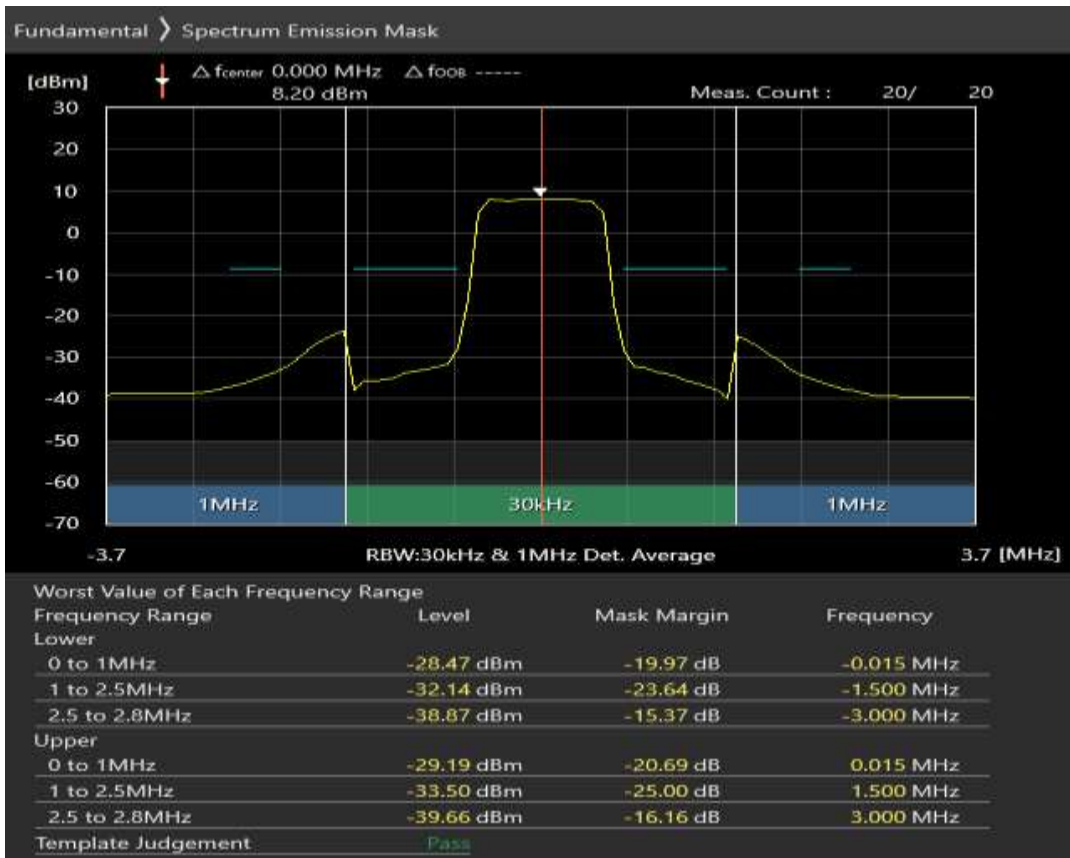 Fundamental ❯ Spectrum Emission Mask
[dBm] △ fcenter 0.000 MHz △ fOOB -----
8.20 dBm Meas. Count : 20/ 20
30
20
10
0
-10
-20
-30
-40
-50
-60
-70
1MHz 30kHz 1MHz
-3.7 RBW:30kHz & 1MHz Det. Average 3.7 [MHz]
Worst Value of Each Frequency Range
Frequency Range Level Mask Margin Frequency
Lower
0 to 1MHz -28.47 dBm -19.97 dB -0.015 MHz
1 to 2.5MHz -32.14 dBm -23.64 dB -1.500 MHz
2.5 to 2.8MHz -38.87 dBm -15.37 dB -3.000 MHz
Upper
0 to 1MHz -29.19 dBm -20.69 dB 0.015 MHz
1 to 2.5MHz -33.50 dBm -25.00 dB 1.500 MHz
2.5 to 2.8MHz -39.66 dBm -16.16 dB 3.000 MHz
Template Judgement Pass